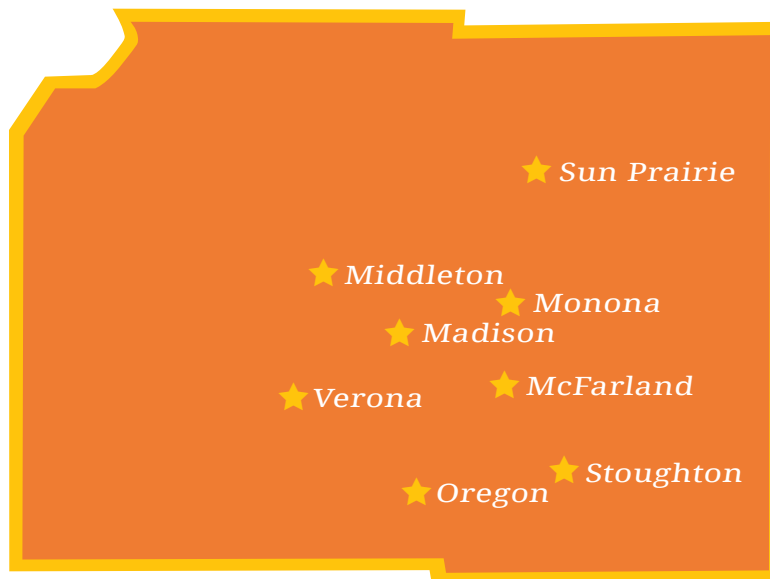 Sun Prairie
Middleton
Monona
Madison
McFarland
Verona
Stoughton
Oregon